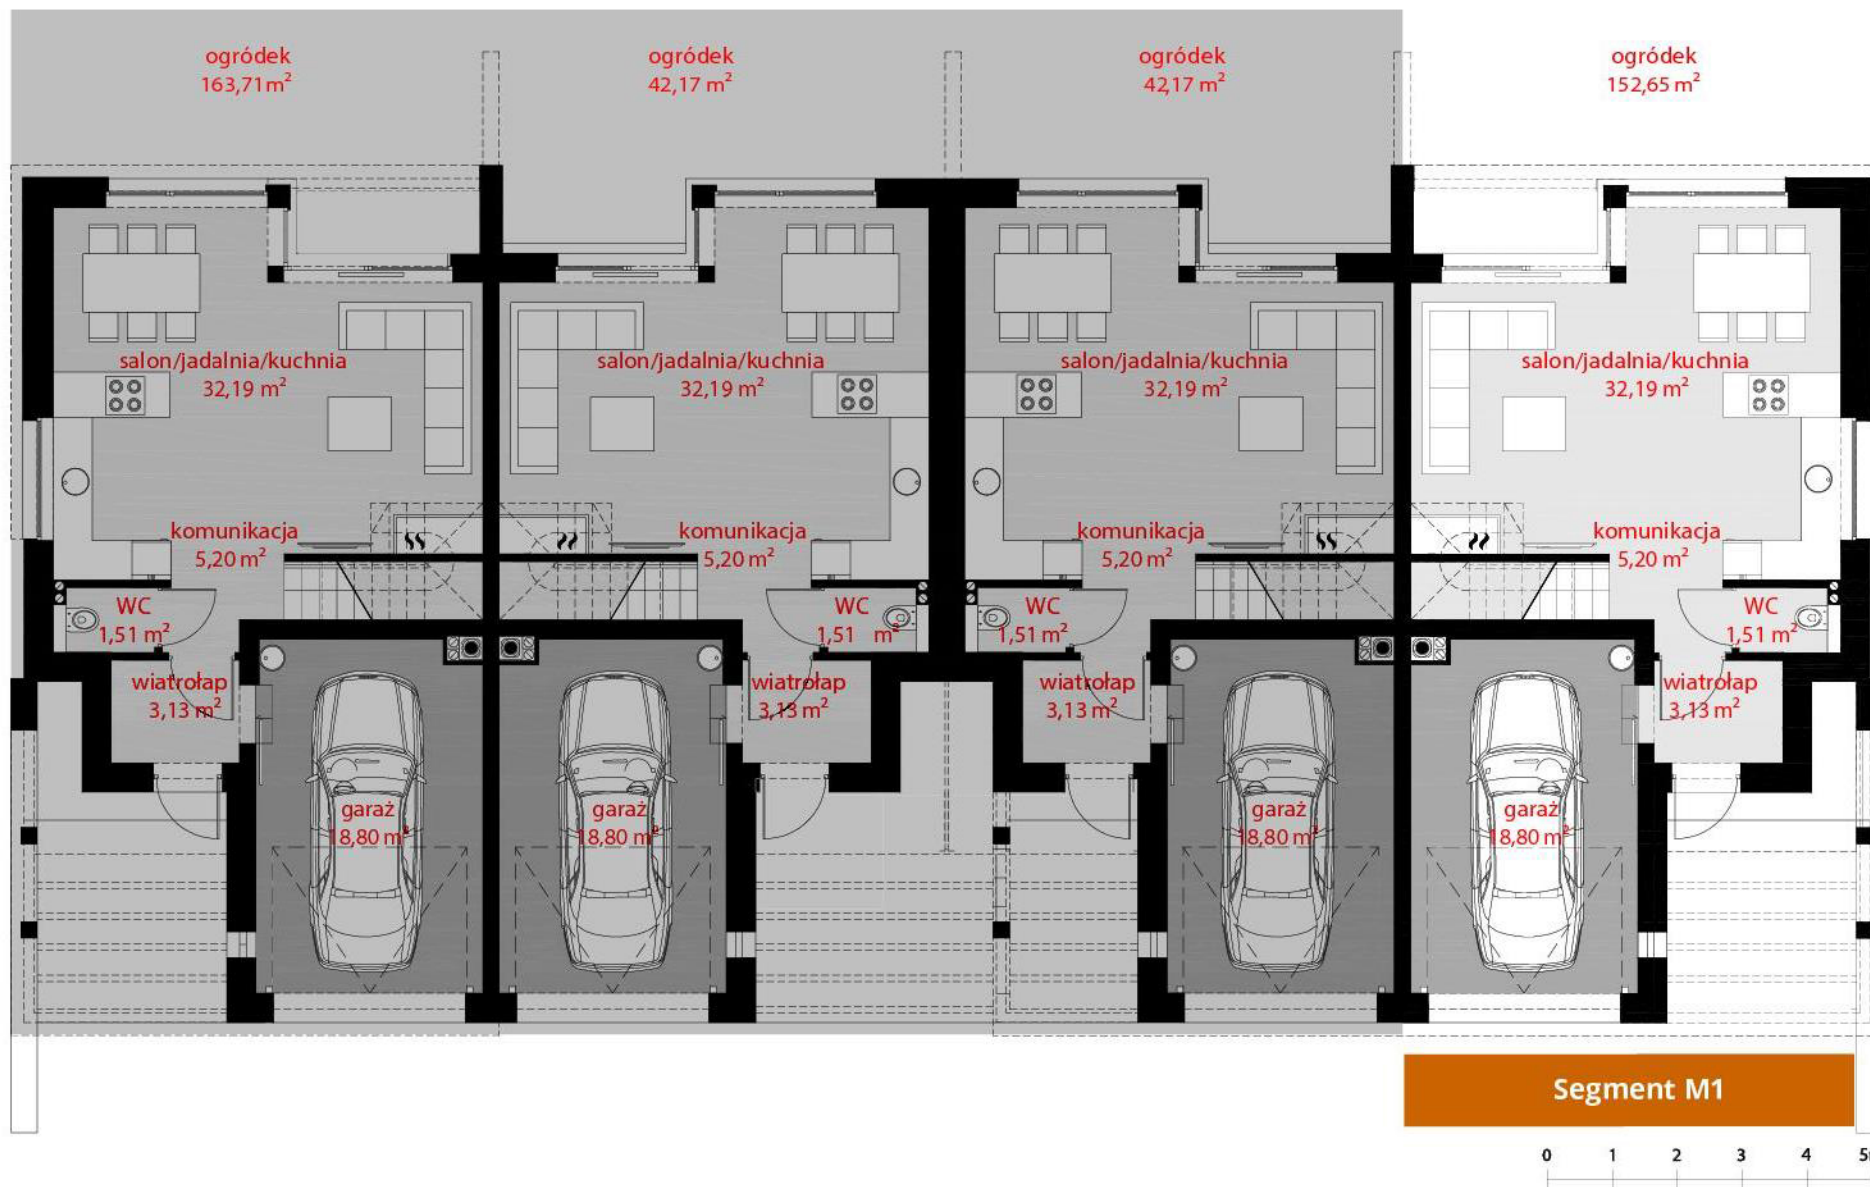 ogródek
163,71 m²
ogródek
42,17 m²
ogródek
42,17 m²
ogródek
152,65 m²
salon/jadalnia/kuchnia
32,19 m²
salon/jadalnia/kuchnia
32,19 m²
salon/jadalnia/kuchnia
32,19 m²
salon/jadalnia/kuchnia
32,19 m²
komunikacja
5,20 m²
komunikacja
5,20 m²
komunikacja
5,20 m²
komunikacja
5,20 m²
WC
1,51 m²
WC
1,51 m²
WC
1,51 m²
WC
1,51 m²
wiatrołap
3,13 m²
wiatrołap
3,13 m²
wiatrołap
3,13 m²
wiatrołap
3,13 m²
garaż
18,80 m²
garaż
18,80 m²
garaż
18,80 m²
garaż
18,80 m²
Segment M1
0 1 2 3 4 5